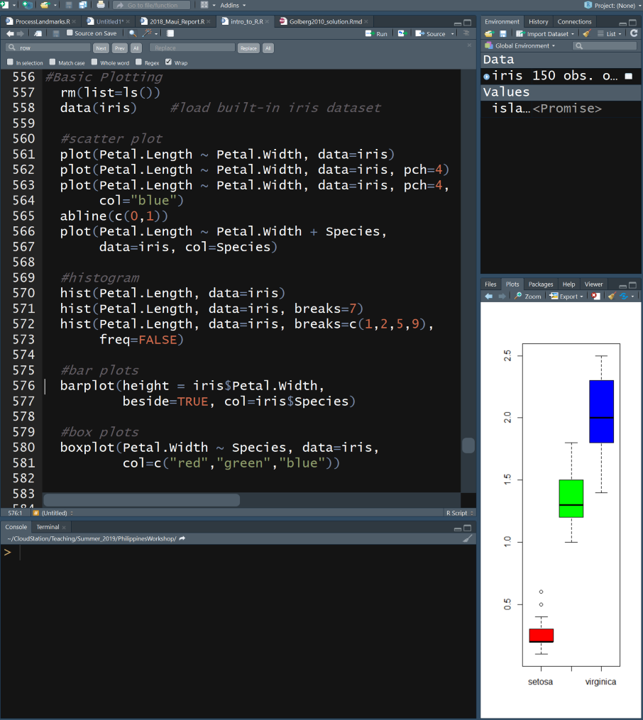 Go to file/function
Addins
Project: (None)
ProcessLandmarks.R
Untitled1*
2018_Maui_Report.R
intro_to_R.R
Golberg2010_solution.Rmd
Source on Save
Run
Source
row
Next
Prev
All
Replace
Replace
All
In selection
Match case
Whole word
Regex
Wrap
556 #Basic Plotting
557 rm(list=ls())
558 data(iris) #load built-in iris dataset
559
560 #scatter plot
561 plot(Petal.Length ~ Petal.Width, data=iris)
562 plot(Petal.Length ~ Petal.Width, data=iris, pch=4)
563 plot(Petal.Length ~ Petal.Width, data=iris, pch=4,
564 col="blue")
565 abline(c(0,1))
566 plot(Petal.Length ~ Petal.Width + Species,
567 data=iris, col=Species)
568
569 #histogram
570 hist(Petal.Length, data=iris)
571 hist(Petal.Length, data=iris, breaks=7)
572 hist(Petal.Length, data=iris, breaks=c(1,2,5,9),
573 freq=FALSE)
574
575 #bar plots
576 barplot(height = iris$Petal.Width,
577 beside=TRUE, col=iris$Species)
578
579 #box plots
580 boxplot(Petal.Width ~ Species, data=iris,
581 col=c("red","green","blue"))
582
583
576:1
(Untitled)
R Script
Console
Terminal
~/CloudStation/Teaching/Summer_2019/PhilippinesWorkshop/
>
Environment
History
Connections
Import Dataset
List
Global Environment
Data
iris 150 obs. o…
Values
isla… <Promise>
Files
Plots
Packages
Help
Viewer
Zoom
Export
2.5
2.0
1.5
1.0
0.5
setosa
virginica